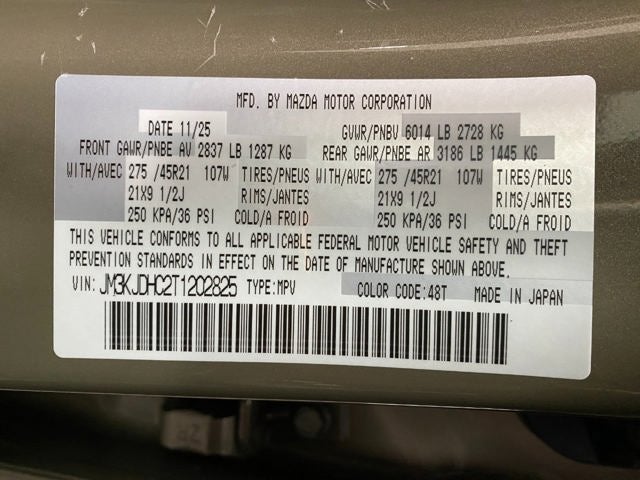 MFD. BY MAZDA MOTOR CORPORATION
DATE 11/25 GVWR/PNBV 6014 LB 2728 KG
FRONT GAWR/PNBE AV 2837 LB 1287 KG REAR GAWR/PNBE AR 3186 LB 1445 KG
WITH/AVEC 275 /45R21 107W TIRES/PNEUS WITH/AVEC 275 /45R21 107W TIRES/PNEUS
21X9 1/2J RIMS/JANTES 21X9 1/2J RIMS/JANTES
250 KPA/36 PSI COLD/A FROID 250 KPA/36 PSI COLD/A FROID
THIS VEHICLE CONFORMS TO ALL APPLICABLE FEDERAL MOTOR VEHICLE SAFETY AND THEFT
PREVENTION STANDARDS IN EFFECT ON THE DATE OF MANUFACTURE SHOWN ABOVE.
VIN: JM3KJDHC2T1202825 TYPE:MPV COLOR CODE:48T MADE IN JAPAN